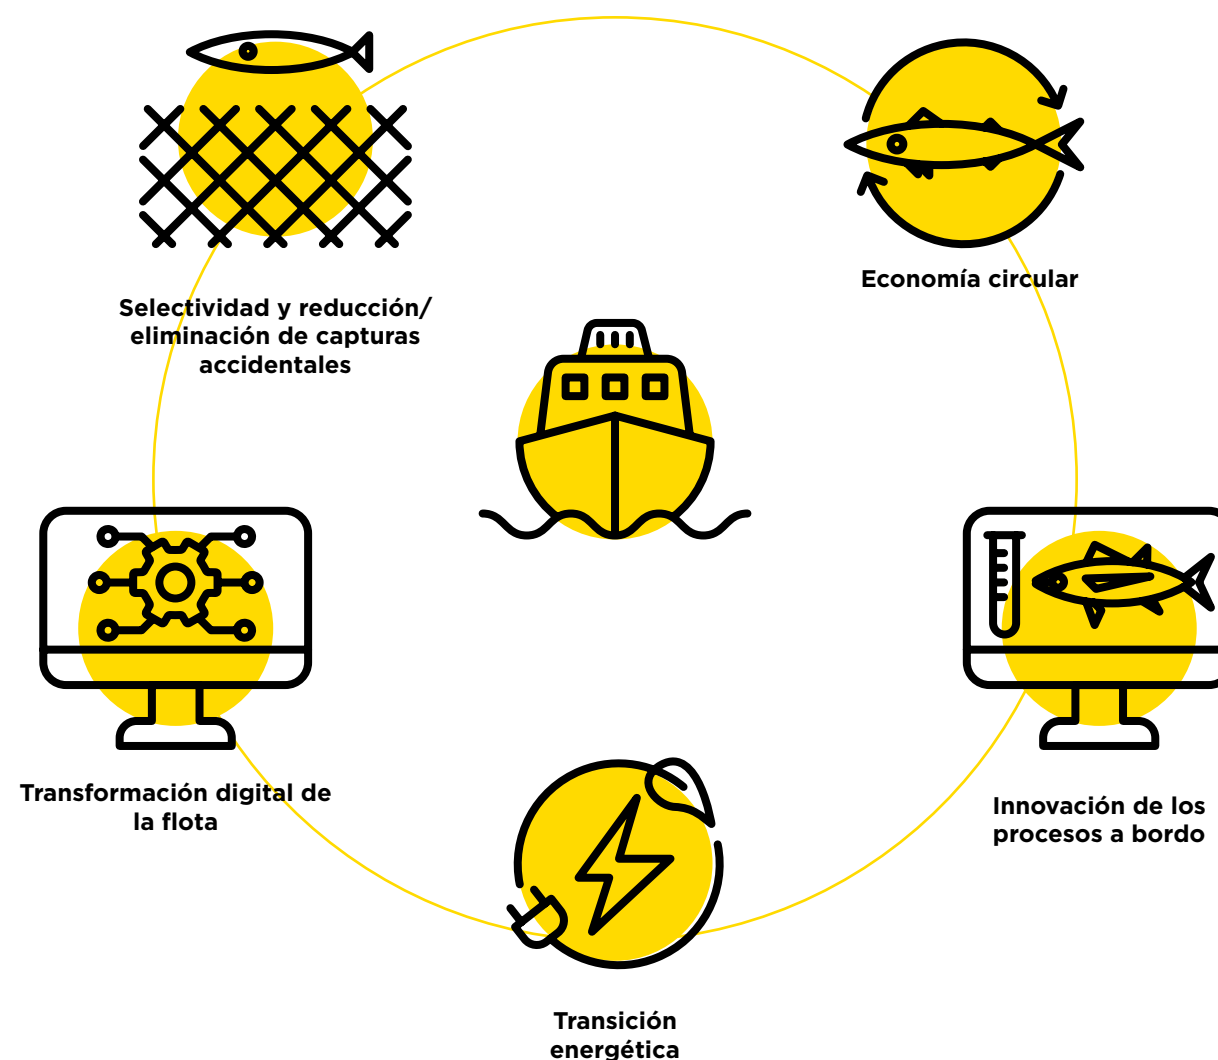 Economía circular
Selectividad y reducción/
eliminación de capturas
accidentales
Transformación digital de
la flota
Innovación de los
procesos a bordo
Transición
energética